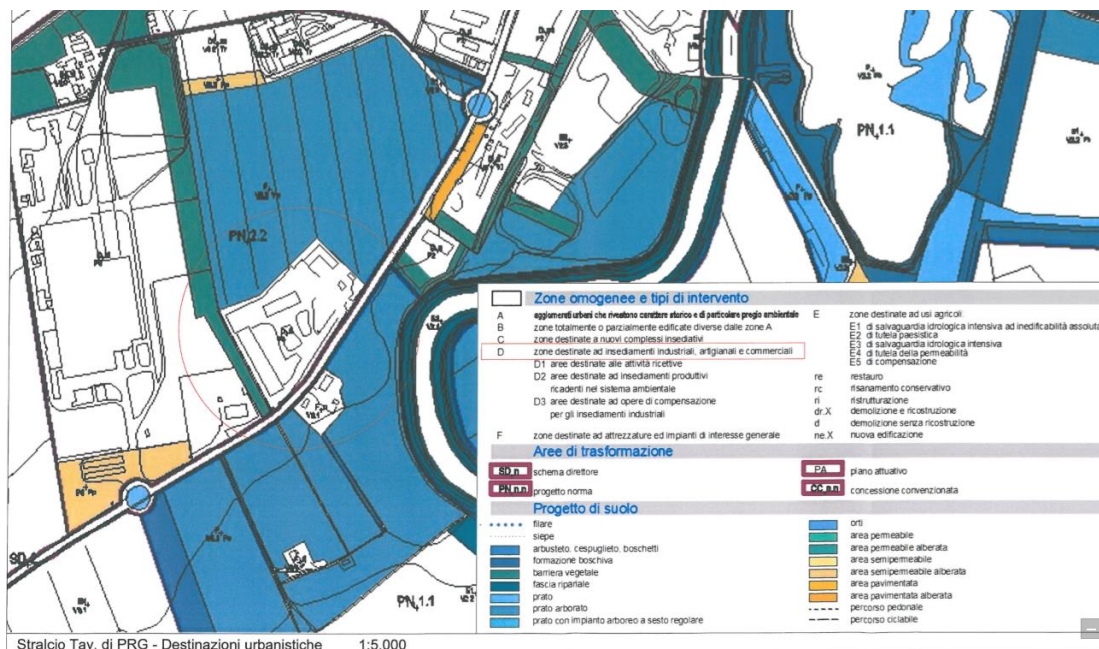 PN 1.1
PN 2.2
Zone omogenee e tipi di intervento
A agglomerati urbani che rivestono carattere storico e di particolare pregio ambientale
B zone totalmente o parzialmente edificate diverse dalle zone A
C zone destinate a nuovi complessi insediativi
D zone destinate ad insediamenti industriali, artigianali e commerciali
D1 aree destinate alle attività ricettive
D2 aree destinate ad insediamenti produttivi
ricadenti nel sistema ambientale
D3 aree destinate ad opere di compensazione
per gli insediamenti industriali
F zone destinate ad attrezzature ed impianti di interesse generale
E zone destinate ad usi agricoli:
E1 di salvaguardia idrologica intensiva ad inedificabilità assoluta
E2 di tutela paesistica
E3 di salvaguardia idrologica intensiva
E4 di tutela della permeabilità
E5 di compensazione
re restauro
rc risanamento conservativo
ri ristrutturazione
dr.X demolizione e ricostruzione
d demolizione senza ricostruzione
ne.X nuova edificazione
Aree di trasformazione
SD.n schema direttore
PN n.n progetto norma
PA piano attuativo
CC n.n concessione convenzionata
Progetto di suolo
filare
siepe
arbusteto, cespuglieto, boschetti
formazione boschiva
barriera vegetale
fascia ripariale
prato
prato arborato
prato con impianto arboreo a sesto regolare
orti
area permeabile
area permeabile alberata
area semipermeabile
area semipermeabile alberata
area pavimentata
area pavimentata alberata
percorso pedonale
percorso ciclabile
PN 1.1
Stralcio Tav. di PRG - Destinazioni urbanistiche 1:5.000